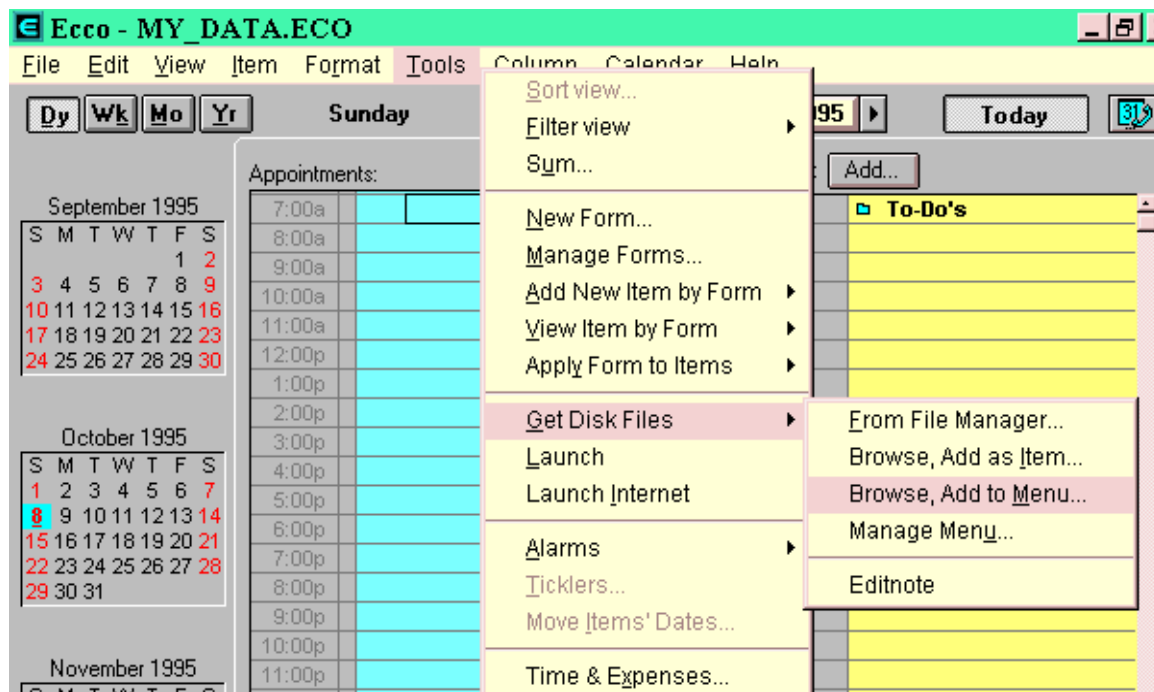 Ecco - MY_DATA.ECO
File Edit View Item Format Tools Column Calendar Help
Dy Wk Mo Yr Sunday 95 Today 31
Appointments: Add...
September 1995
S M T W T F S
1 2
3 4 5 6 7 8 9
10 11 12 13 14 15 16
17 18 19 20 21 22 23
24 25 26 27 28 29 30
October 1995
S M T W T F S
1 2 3 4 5 6 7
8 9 10 11 12 13 14
15 16 17 18 19 20 21
22 23 24 25 26 27 28
29 30 31
November 1995
S M T W T F S
7:00a
8:00a
9:00a
10:00a
11:00a
12:00p
1:00p
2:00p
3:00p
4:00p
5:00p
6:00p
7:00p
8:00p
9:00p
10:00p
11:00p
Sort view...
Filter view
Sum...
New Form...
Manage Forms...
Add New Item by Form
View Item by Form
Apply Form to Items
Get Disk Files
Launch
Launch Internet
Alarms
Ticklers...
Move Items' Dates...
Time & Expenses...
From File Manager...
Browse, Add as Item...
Browse, Add to Menu...
Manage Menu...
Editnote
To-Do's